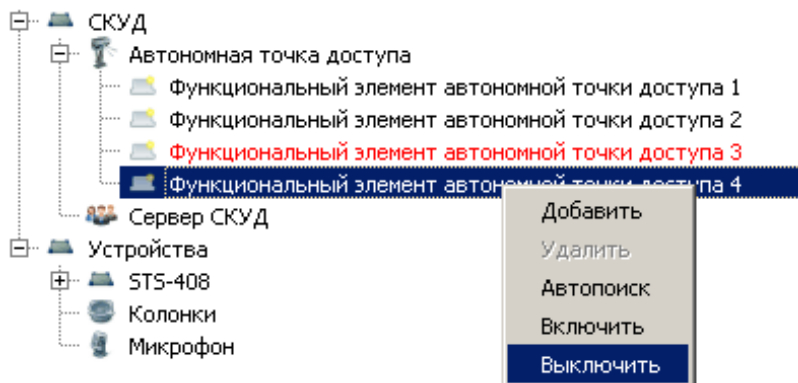 СКУД
Автономная точка доступа
Функциональный элемент автономной точки доступа 1
Функциональный элемент автономной точки доступа 2
Функциональный элемент автономной точки доступа 3
Функциональный элемент автономной точки доступа 4
Сервер СКУД
Устройства
STS-408
Колонки
Микрофон
Добавить
Удалить
Автопоиск
Включить
Выключить